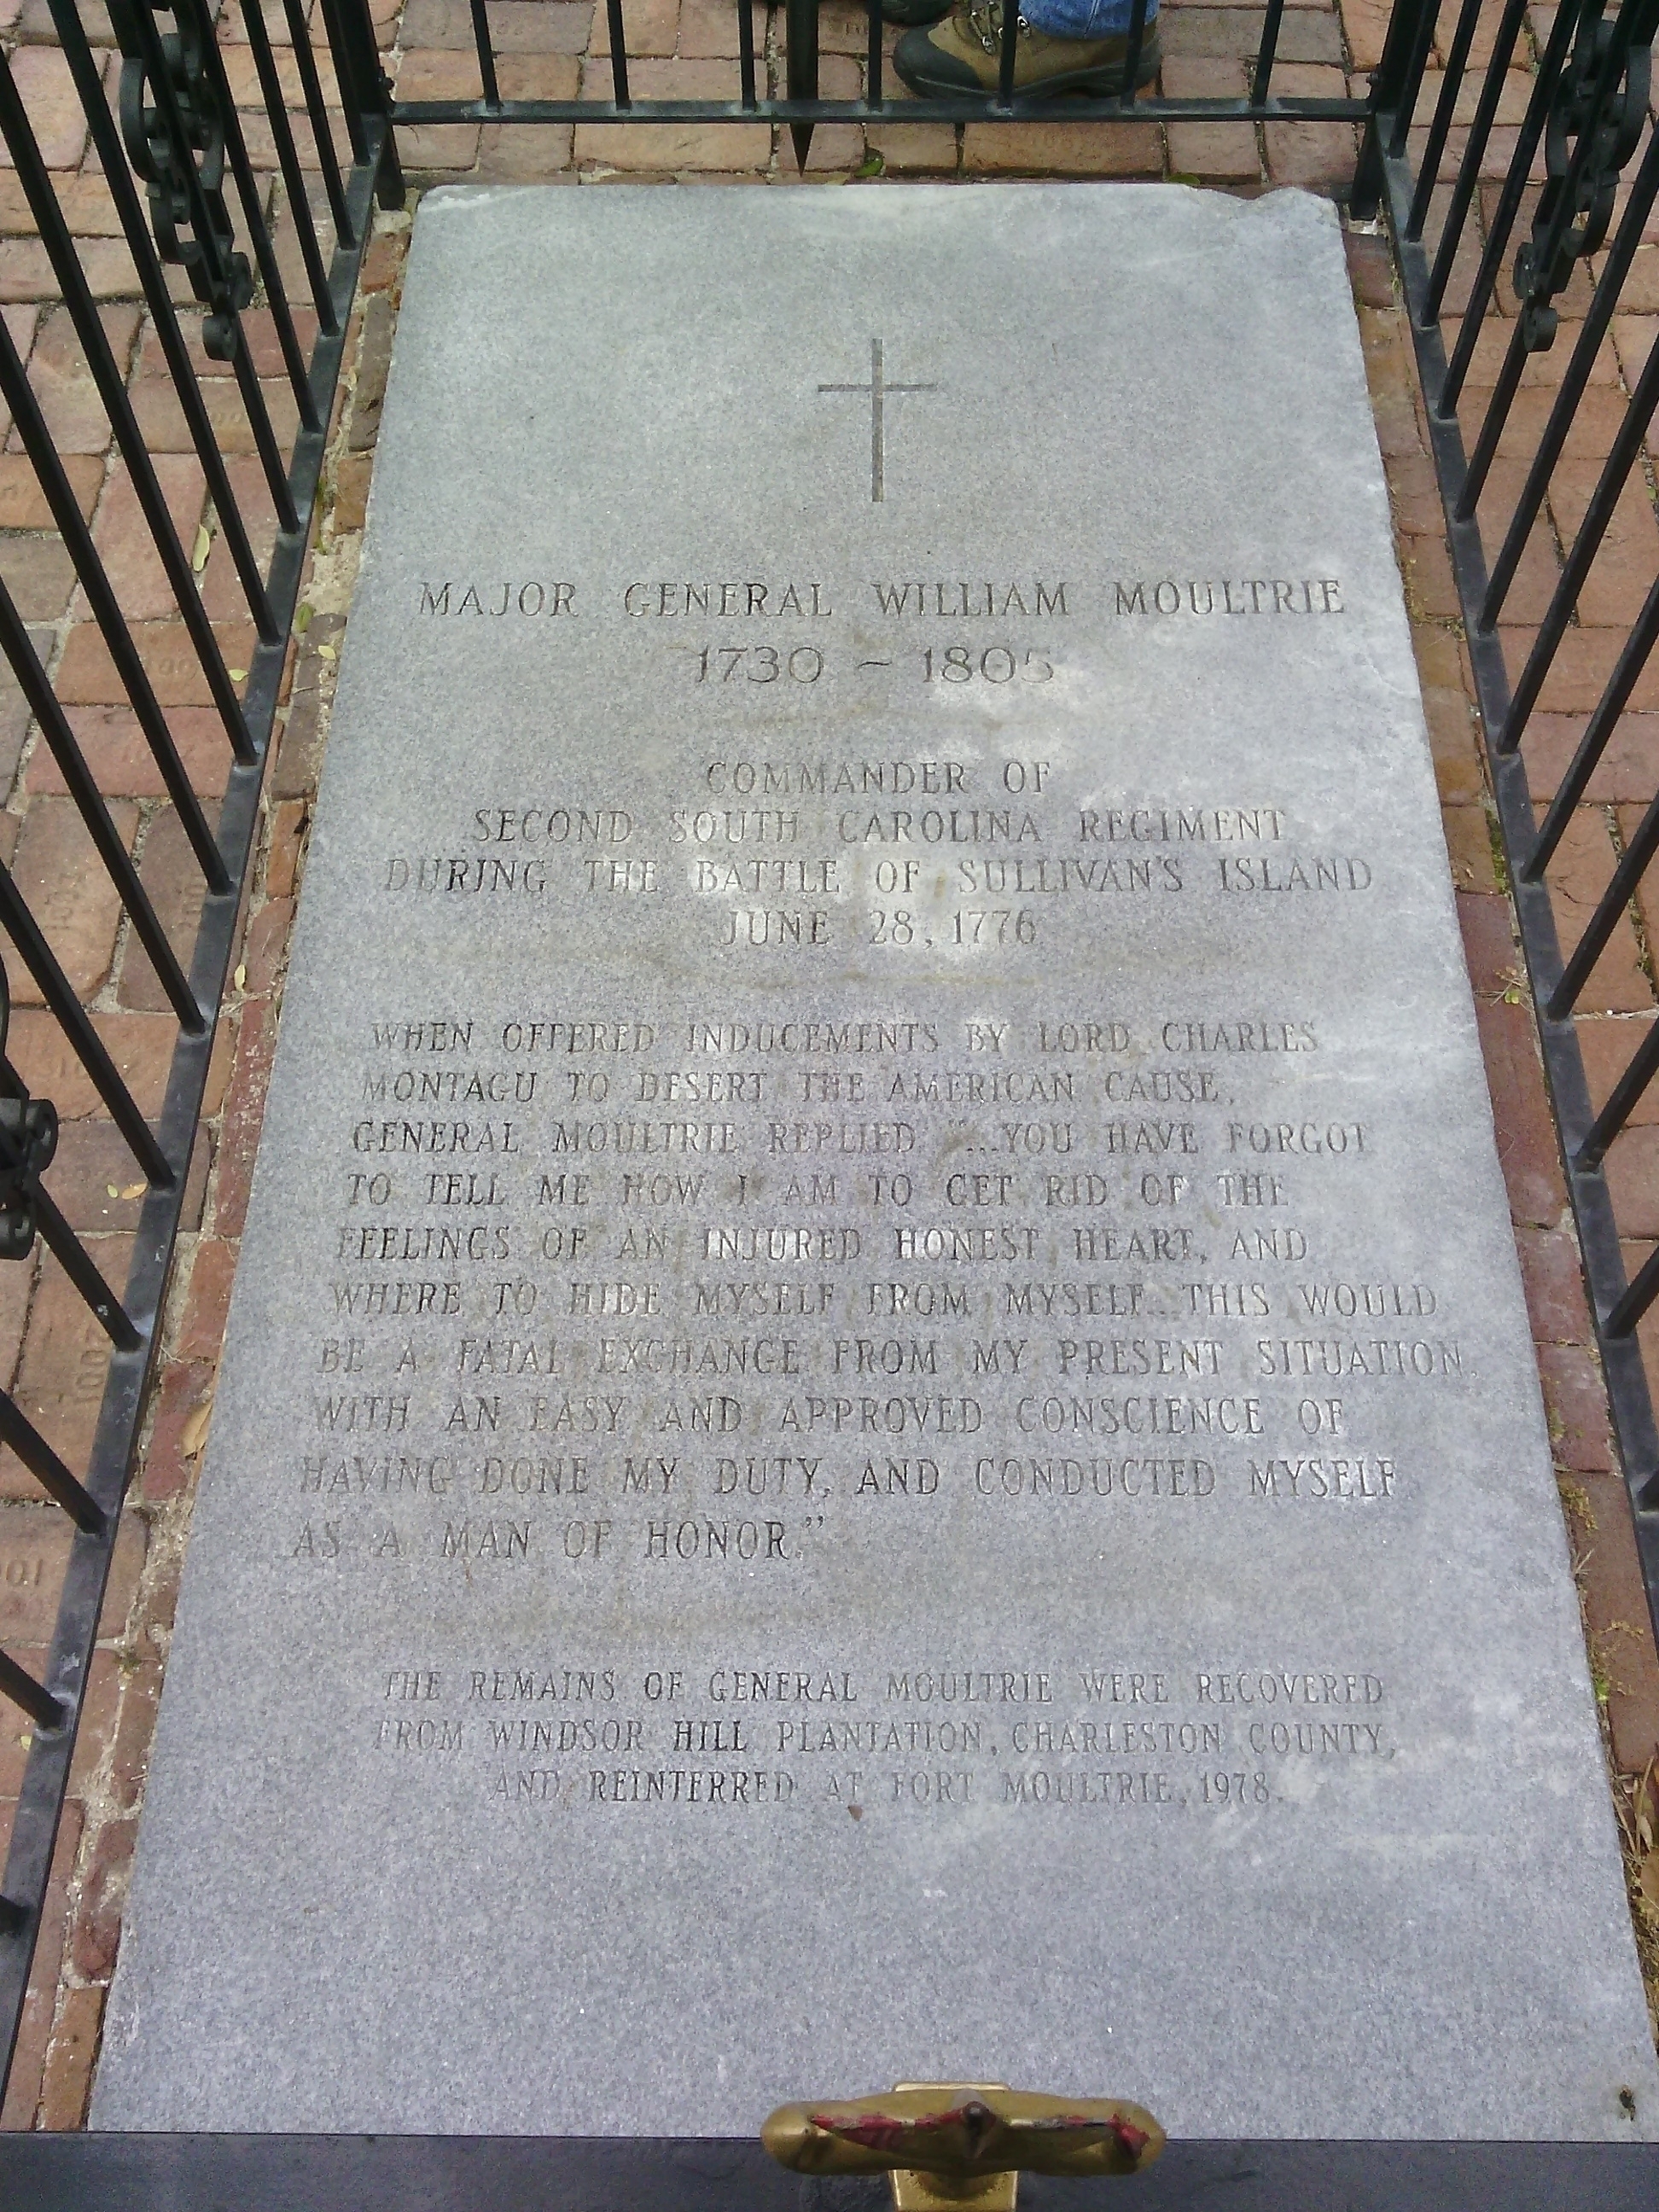 MAJOR GENERAL WILLIAM MOULTRIE
1730 ~ 1805
COMMANDER OF
SECOND SOUTH CAROLINA REGIMENT
DURING THE BATTLE OF SULLIVAN'S ISLAND
JUNE 28, 1776
WHEN OFFERED INDUCEMENTS BY LORD CHARLES
MONTAGU TO DESERT THE AMERICAN CAUSE,
GENERAL MOULTRIE REPLIED "...YOU HAVE FORGOT
TO TELL ME HOW I AM TO GET RID OF THE
FEELINGS OF AN INJURED HONEST HEART, AND
WHERE TO HIDE MYSELF FROM MYSELF...THIS WOULD
BE A FATAL EXCHANGE FROM MY PRESENT SITUATION,
WITH AN EASY AND APPROVED CONSCIENCE OF
HAVING DONE MY DUTY, AND CONDUCTED MYSELF
AS A MAN OF HONOR."
THE REMAINS OF GENERAL MOULTRIE WERE RECOVERED
FROM WINDSOR HILL PLANTATION, CHARLESTON COUNTY,
AND REINTERRED AT FORT MOULTRIE, 1978.